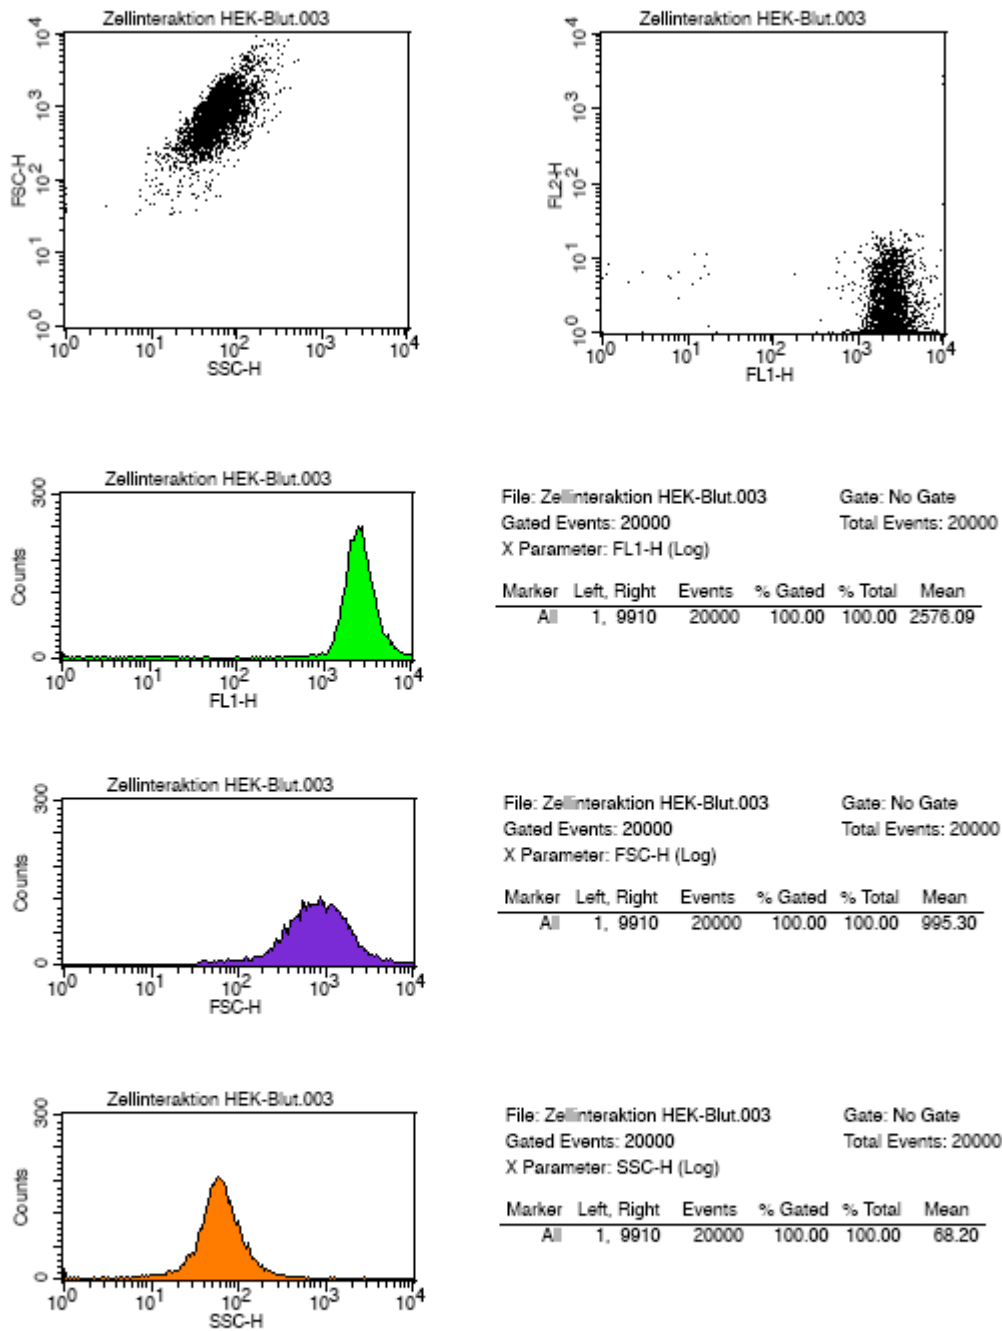 Zellinteraktion HEK-Blut.003
10^4
10^3
10^2
10^1
10^0
FSC-H
10^0 10^1 10^2 10^3 10^4
SSC-H
Zellinteraktion HEK-Blut.003
10^4
10^3
10^2
10^1
10^0
FL2-H
10^0 10^1 10^2 10^3 10^4
FL1-H
Zellinteraktion HEK-Blut.003
300
Counts
0
10^0 10^1 10^2 10^3 10^4
FL1-H
File: Zellinteraktion HEK-Blut.003 Gate: No Gate
Gated Events: 20000 Total Events: 20000
X Parameter: FL1-H (Log)
Marker Left, Right Events % Gated % Total Mean
All 1, 9910 20000 100.00 100.00 2576.09
Zellinteraktion HEK-Blut.003
300
Counts
0
10^0 10^1 10^2 10^3 10^4
FSC-H
File: Zellinteraktion HEK-Blut.003 Gate: No Gate
Gated Events: 20000 Total Events: 20000
X Parameter: FSC-H (Log)
Marker Left, Right Events % Gated % Total Mean
All 1, 9910 20000 100.00 100.00 995.30
Zellinteraktion HEK-Blut.003
300
Counts
0
10^0 10^1 10^2 10^3 10^4
SSC-H
File: Zellinteraktion HEK-Blut.003 Gate: No Gate
Gated Events: 20000 Total Events: 20000
X Parameter: SSC-H (Log)
Marker Left, Right Events % Gated % Total Mean
All 1, 9910 20000 100.00 100.00 68.20